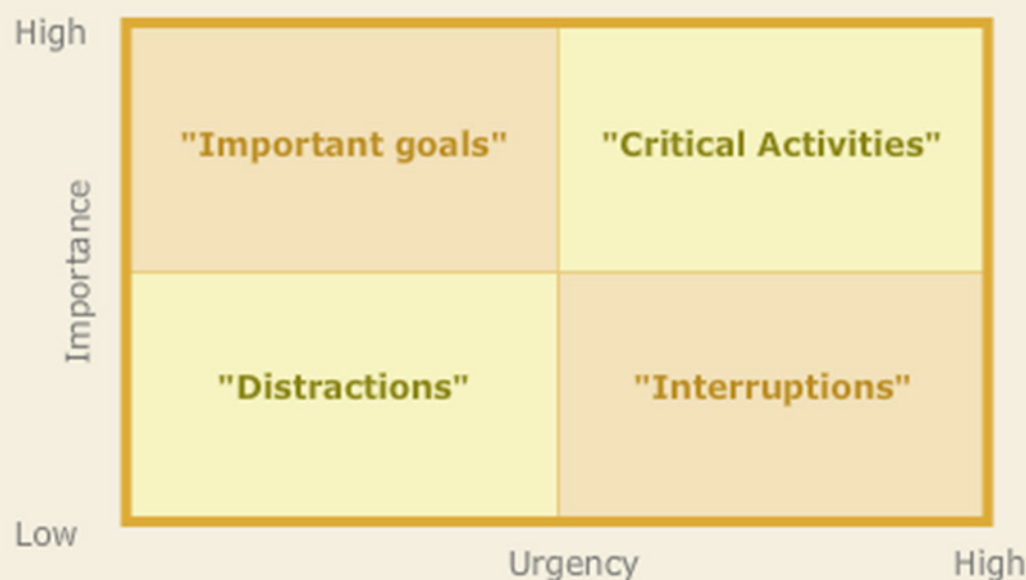 High
"Important goals"
"Critical Activities"
Importance
"Distractions"
"Interruptions"
Low
Urgency
High